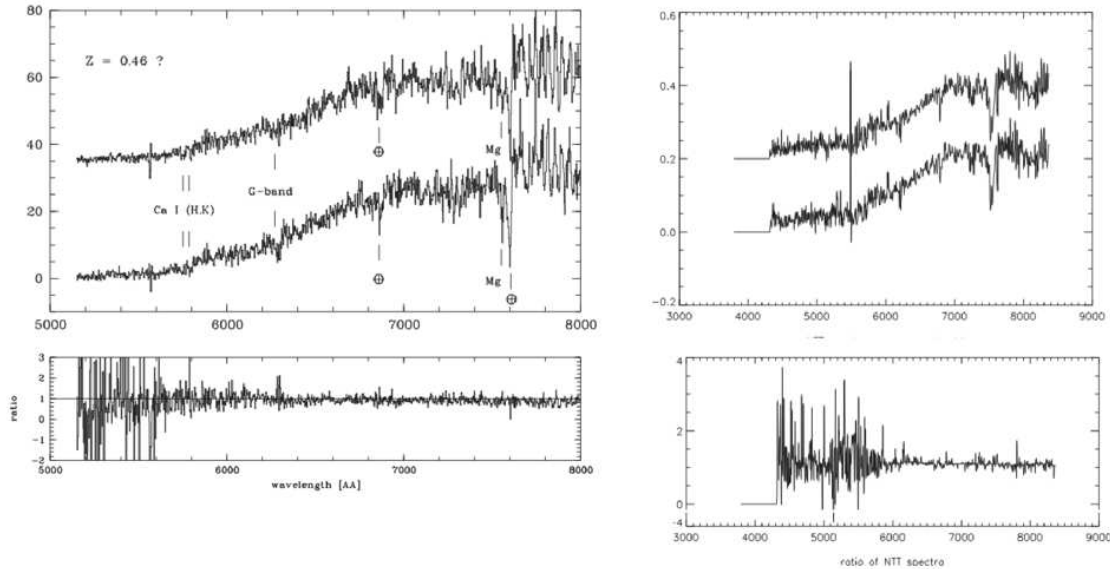 80
Z = 0.46 ?
60
⊕
Mg
40
G-band
20
Ca I (H,K)
0
⊕
Mg
⊕
5000 6000 7000 8000
ratio
3
2
1
0
-1
-2
5000 6000 7000 8000
wavelength [AA]
0.6
0.4
0.2
0.0
-0.2
3000 4000 5000 6000 7000 8000 9000
4
2
0
-4
3000 4000 5000 6000 7000 8000 9000
ratio of NTT spectra